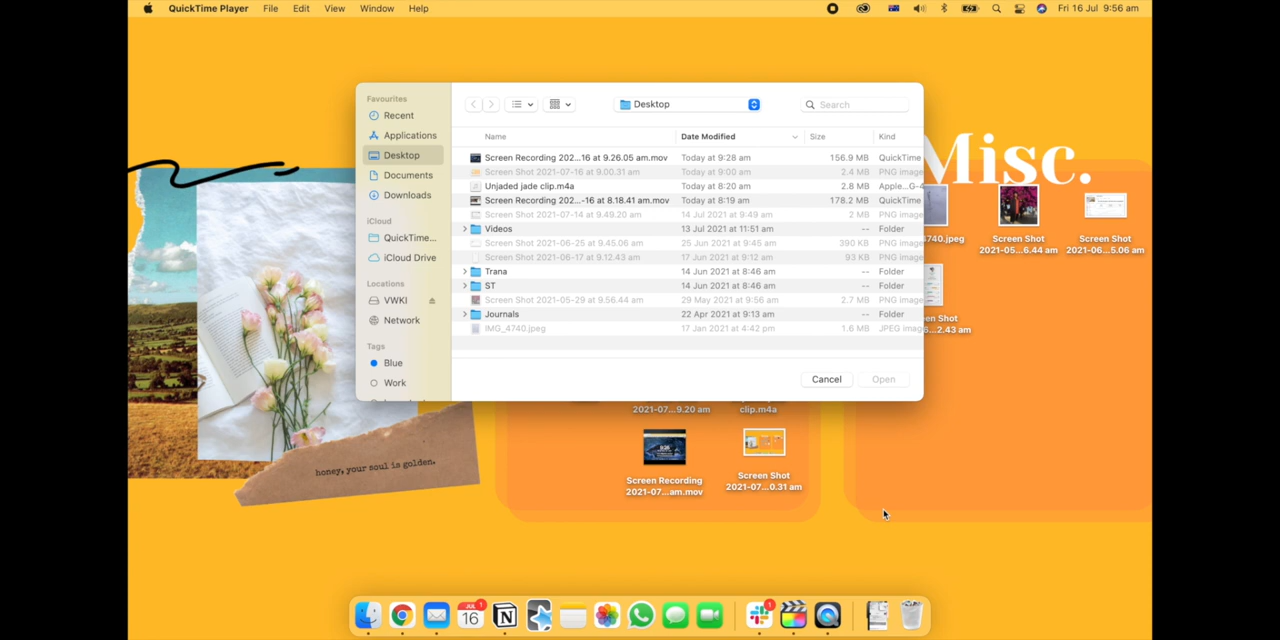 QuickTime Player File Edit View Window Help Fri 16 Jul 9:56 am
Favourites
Recent
Applications
Desktop
Documents
Downloads
iCloud
QuickTime...
iCloud Drive
Locations
VWKI
Network
Tags
Blue
Work
Desktop
Search
Name Date Modified Size Kind
Screen Recording 202...16 at 9.26.05 am.mov Today at 9:28 am 156.9 MB QuickTime
Screen Shot 2021-07-16 at 9.00.31 am Today at 9:00 am 2.4 MB PNG image
Unjaded jade clip.m4a Today at 8:20 am 2.8 MB Apple...G-4
Screen Recording 202...-16 at 8.18.41 am.mov Today at 8:19 am 178.2 MB QuickTime
Screen Shot 2021-07-14 at 9.49.20 am 14 Jul 2021 at 9:49 am 2 MB PNG image
Videos 13 Jul 2021 at 11:51 am -- Folder
Screen Shot 2021-06-25 at 9.45.06 am 25 Jun 2021 at 9:45 am 390 KB PNG image
Screen Shot 2021-06-17 at 9.12.43 am 17 Jun 2021 at 9:12 am 93 KB PNG image
Trana 14 Jun 2021 at 8:46 am -- Folder
ST 14 Jun 2021 at 8:46 am -- Folder
Screen Shot 2021-05-29 at 9.56.44 am 29 May 2021 at 9:56 am 2.7 MB PNG image
Journals 22 Apr 2021 at 9:13 am -- Folder
IMG_4740.jpeg 17 Jan 2021 at 4:42 pm 1.6 MB JPEG image
Cancel Open
Misc.
4740.jpeg
Screen Shot
2021-05...6.44 am
Screen Shot
2021-06...5.06 am
en Shot
6...2.43 am
2021-07...9.20 am
clip.m4a
Screen Recording
2021-07...am.mov
Screen Shot
2021-07...0.31 am
honey, your soul is golden.
JUL
16
1
1